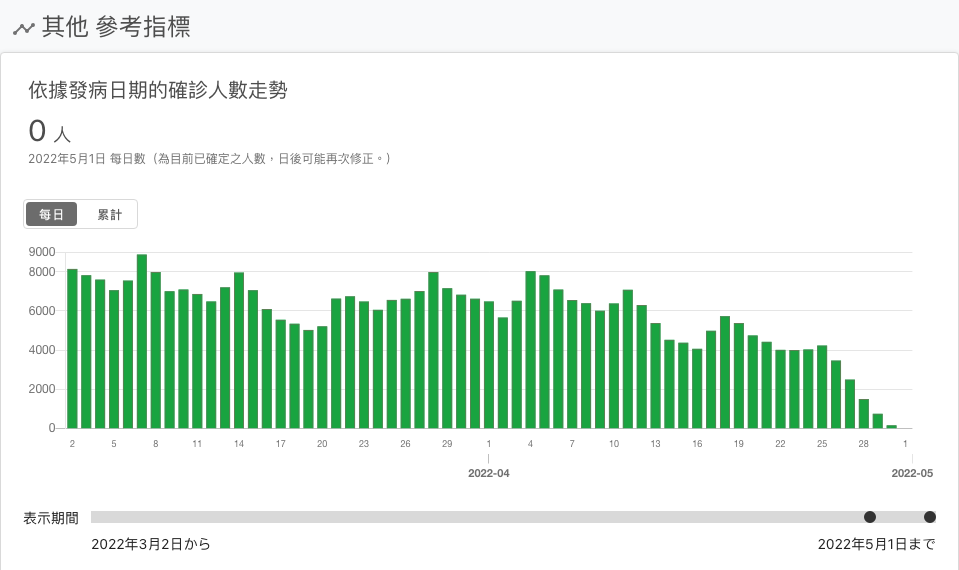 其他 參考指標
依據發病日期的確診人數走勢
0 人
2022年5月1日 每日數（為目前已確定之人數，日後可能再次修正。）
每日 累計
9000
8000
6000
4000
2000
0
2 5 8 11 14 17 20 23 26 29 1 4 7 10 13 16 19 22 25 28 1
2022-04 2022-05
表示期間
2022年3月2日から 2022年5月1日まで